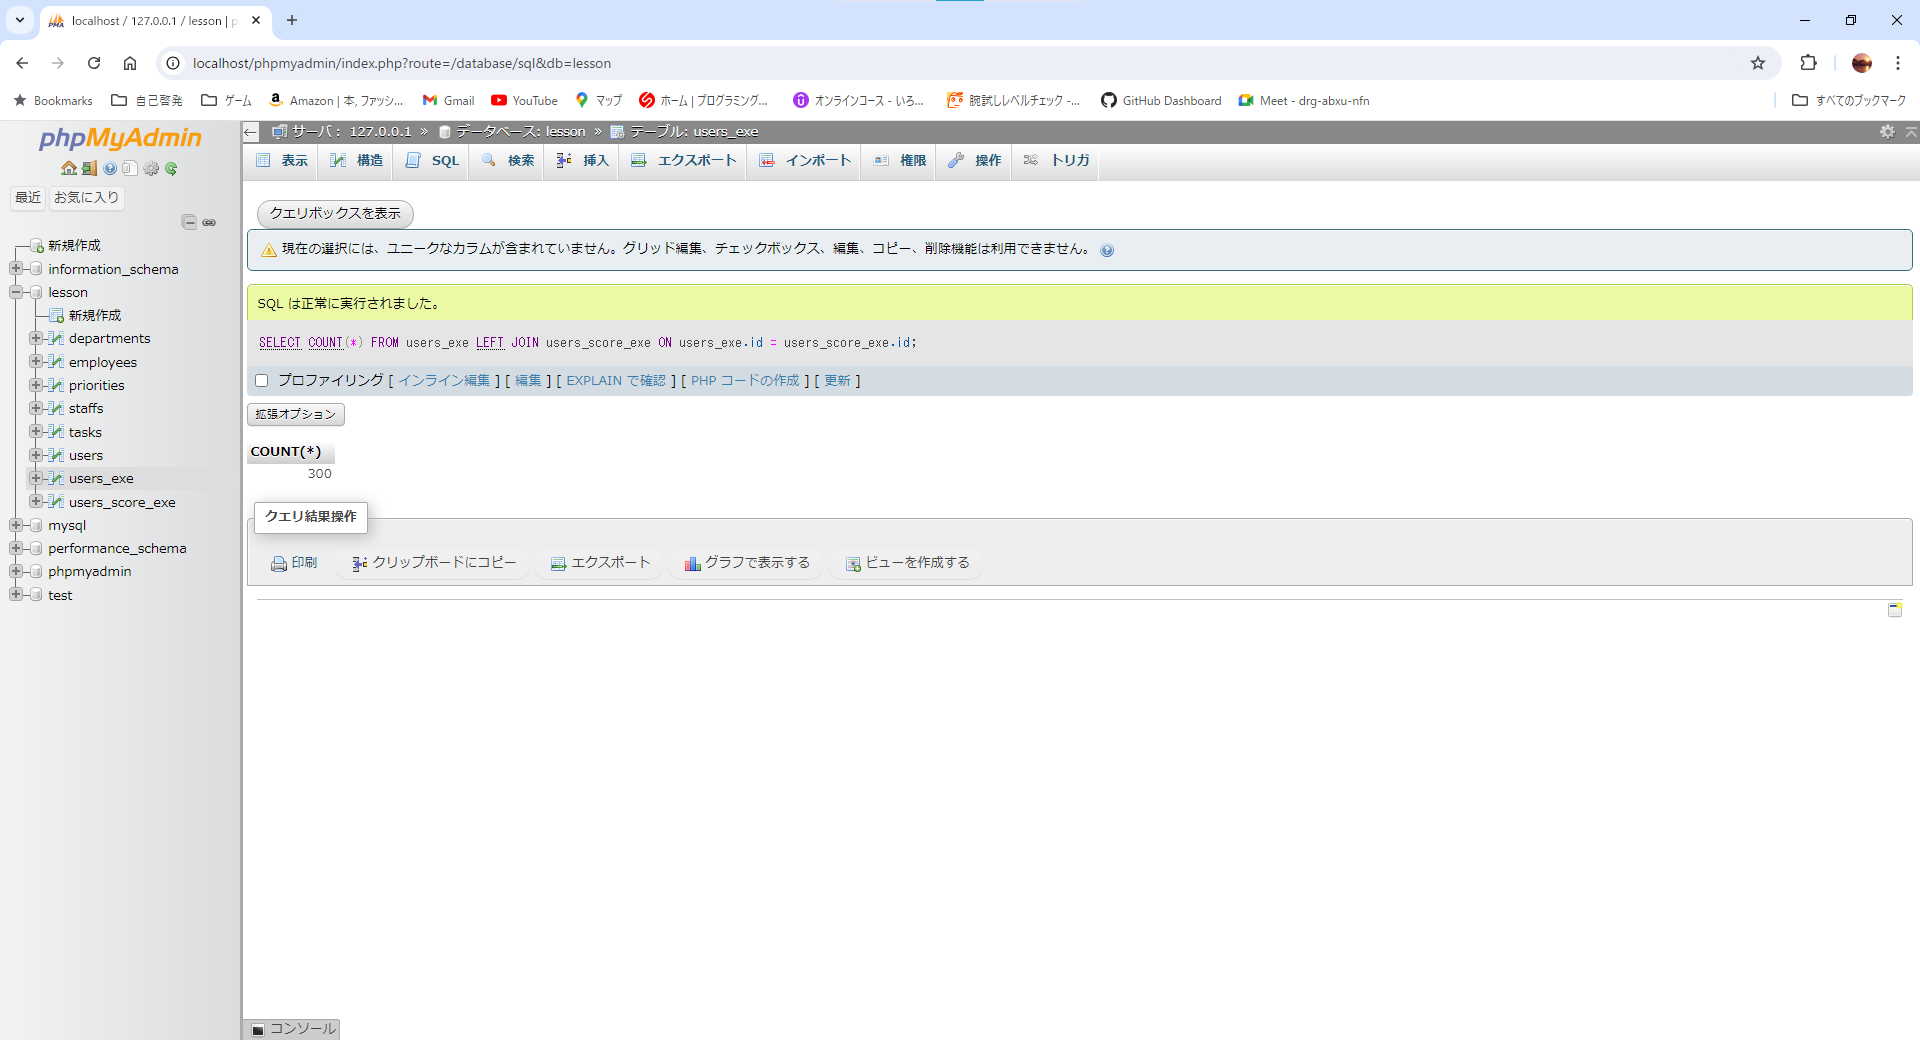 localhost / 127.0.0.1 / lesson | p
localhost/phpmyadmin/index.php?route=/database/sql&db=lesson
Bookmarks 自己啓発 ゲーム Amazon | 本, ファッシ... Gmail YouTube マップ ホーム | プログラミング... オンラインコース - いろ... 腕試しレベルチェック -... GitHub Dashboard Meet - drg-abxu-nfn すべてのブックマーク
phpMyAdmin
最近 お気に入り
新規作成
information_schema
lesson
新規作成
departments
employees
priorities
staffs
tasks
users
users_exe
users_score_exe
mysql
performance_schema
phpmyadmin
test
サーバ: 127.0.0.1 » データベース: lesson » テーブル: users_exe
表示 構造 SQL 検索 挿入 エクスポート インポート 権限 操作 トリガ
クエリボックスを表示
現在の選択には、ユニークなカラムが含まれていません。グリッド編集、チェックボックス、編集、コピー、削除機能は利用できません。
SQL は正常に実行されました。
SELECT COUNT(*) FROM users_exe LEFT JOIN users_score_exe ON users_exe.id = users_score_exe.id;
プロファイリング [ インライン編集 ] [ 編集 ] [ EXPLAIN で確認 ] [ PHP コードの作成 ] [ 更新 ]
拡張オプション
COUNT(*)
300
クエリ結果操作
印刷 クリップボードにコピー エクスポート グラフで表示する ビューを作成する
コンソール